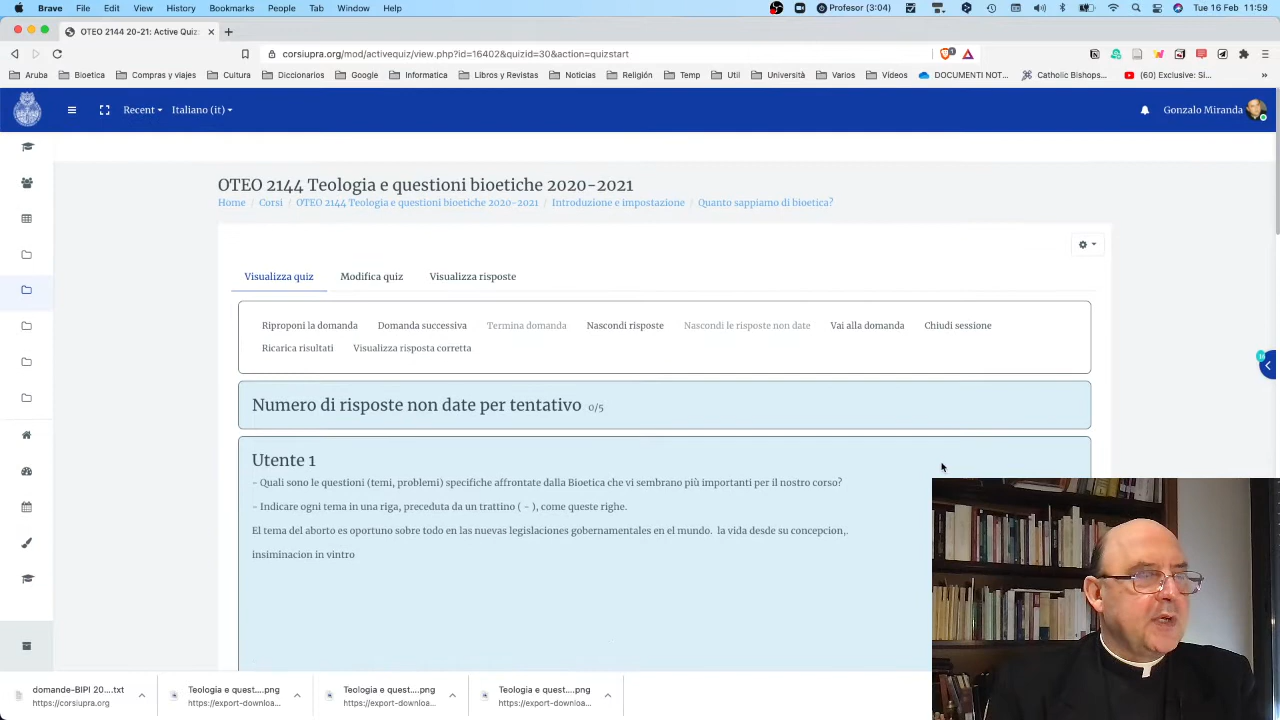 Brave File Edit View History Bookmarks People Tab Window Help Profesor (3:04) Tue 16 Feb 11:59
OTEO 2144 20-21: Active Quiz:
corsiupra.org/mod/activequiz/view.php?id=16402&quizid=30&action=quizstart
Aruba Bioetica Compras y viajes Cultura Diccionarios Google Informatica Libros y Revistas Noticias Religión Temp Util Università Varios Vídeos DOCUMENTI NOT... Catholic Bishops... (60) Exclusive: Sl...
Recent Italiano (it) Gonzalo Miranda
OTEO 2144 Teologia e questioni bioetiche 2020-2021
Home / Corsi / OTEO 2144 Teologia e questioni bioetiche 2020-2021 / Introduzione e impostazione / Quanto sappiamo di bioetica?
Visualizza quiz Modifica quiz Visualizza risposte
Riproponi la domanda Domanda successiva Termina domanda Nascondi risposte Nascondi le risposte non date Vai alla domanda Chiudi sessione
Ricarica risultati Visualizza risposta corretta
Numero di risposte non date per tentativo 0/5
Utente 1
- Quali sono le questioni (temi, problemi) specifiche affrontate dalla Bioetica che vi sembrano più importanti per il nostro corso?
- Indicare ogni tema in una riga, preceduta da un trattino ( - ), come queste righe.
El tema del aborto es oportuno sobre todo en las nuevas legislaciones gobernamentales en el mundo. la vida desde su concepcion,.
insiminacion in vintro
domande-BIPI 20....txt Teologia e quest....png Teologia e quest....png Teologia e quest....png
https://corsiupra.org https://export-downloa... https://export-downloa... https://export-downloa...